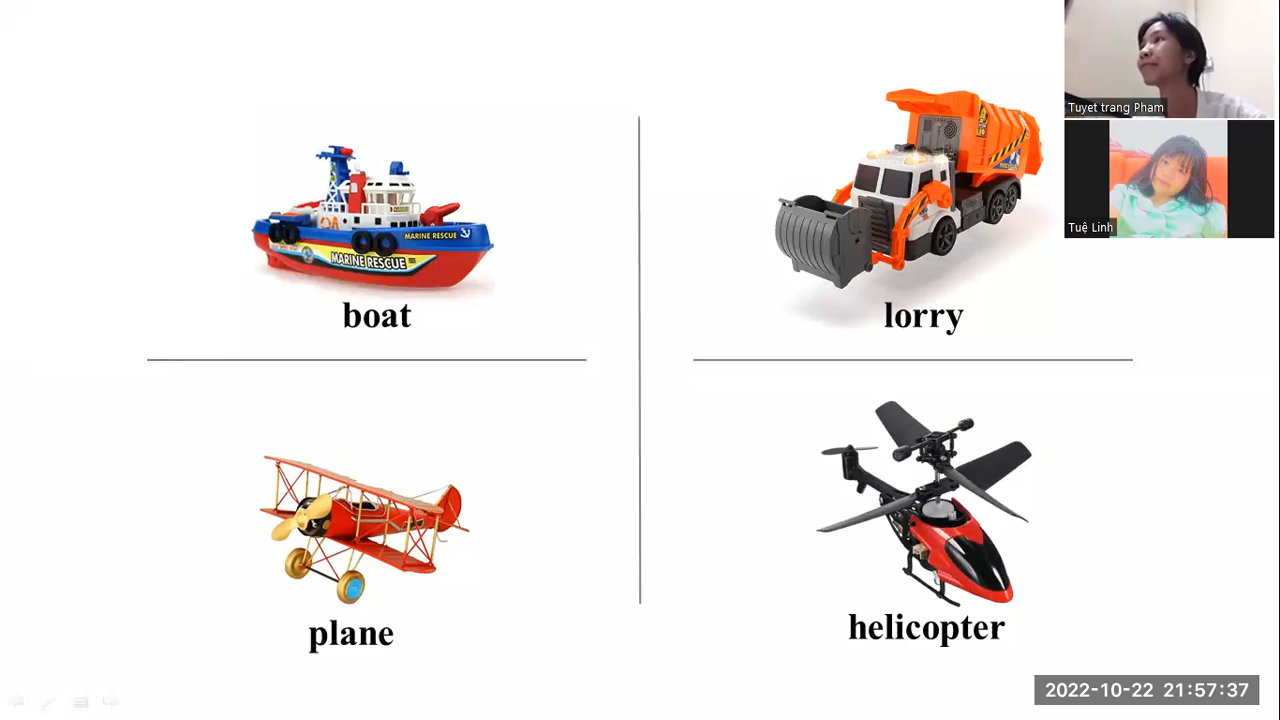 Tuyet trang Pham
Tuệ Linh
MARINE RESCUE
MARINE RESCUE
boat
lorry
plane
helicopter
2022-10-22 21:57:37